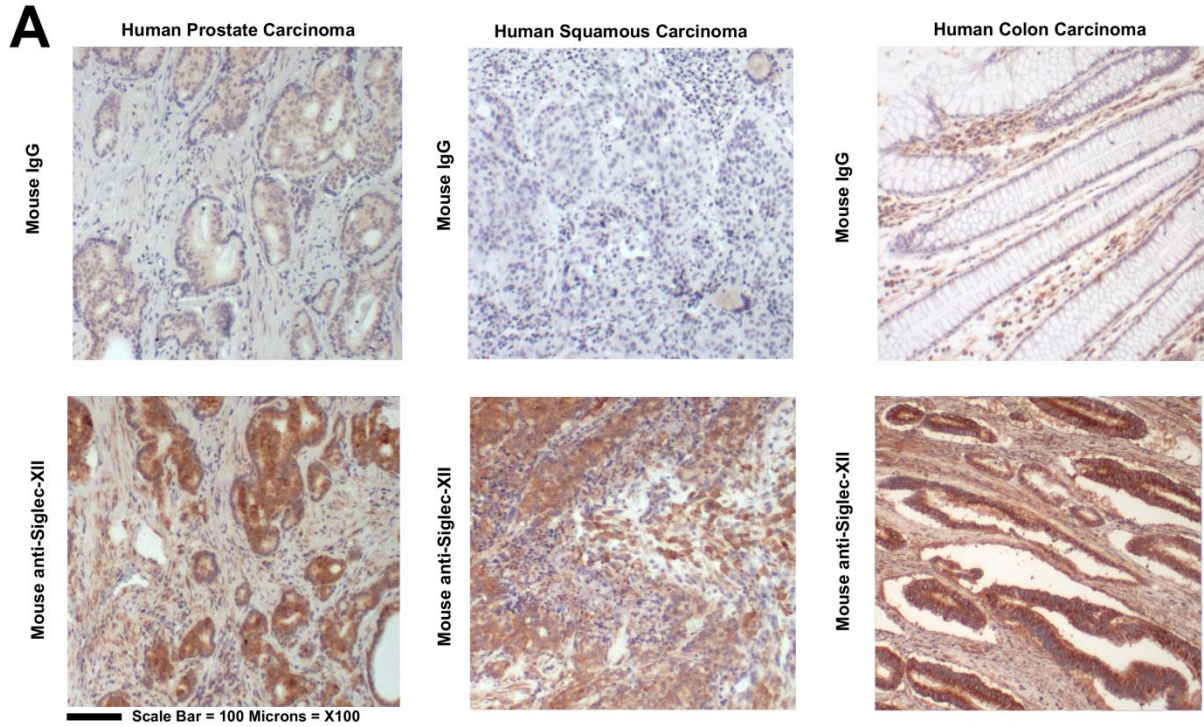 A
Human Prostate Carcinoma
Human Squamous Carcinoma
Human Colon Carcinoma
Mouse IgG
Mouse IgG
Mouse IgG
Mouse anti-Siglec-XII
Mouse anti-Siglec-XII
Mouse anti-Siglec-XII
Scale Bar = 100 Microns = X100